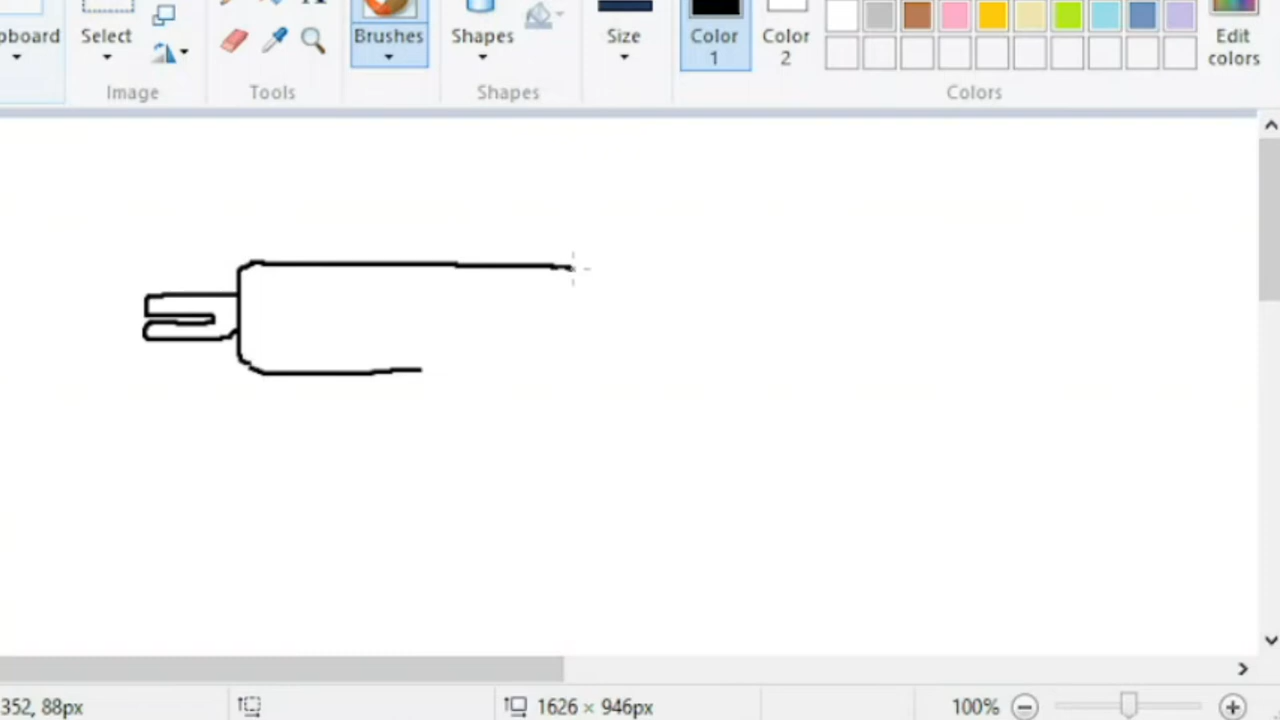 pboard
Select
Brushes
Shapes
Size
Color
1
Color
2
Edit
colors
Image
Tools
Shapes
Colors
352, 88px
1626 × 946px
100%